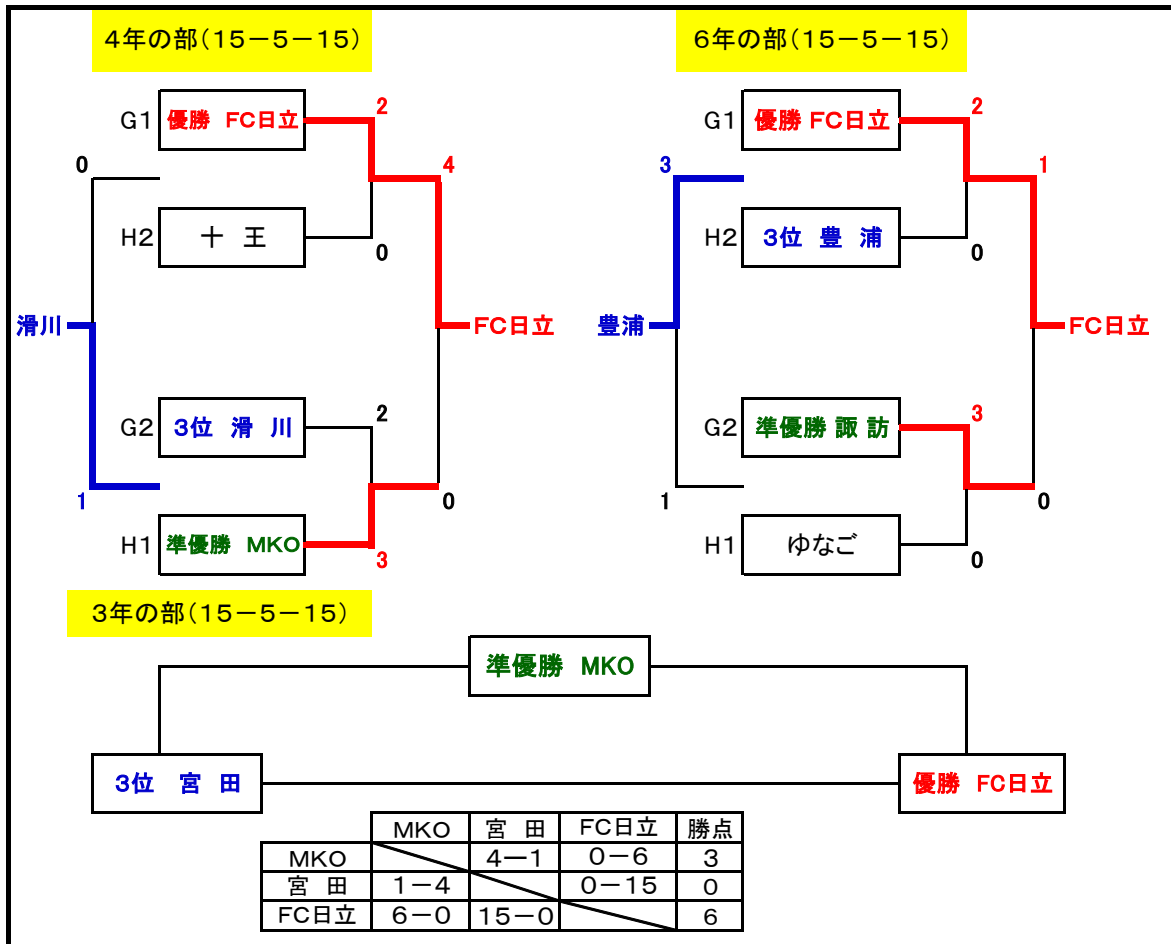 4年の部（15－5－15）
G1 優勝 FC日立 2
0 4
H2 十 王 0
滑川 FC日立
G2 3位 滑 川 2
1 0
H1 準優勝 MKO 3
6年の部（15－5－15）
G1 優勝 FC日立 2
3 1
H2 3位 豊 浦 0
豊浦 FC日立
G2 準優勝 諏訪 3
1 0
H1 ゆなご 0
3年の部（15－5－15）
準優勝 MKO
3位 宮 田 優勝 FC日立
MKO 宮 田 FC日立 勝点
MKO 4－1 0－6 3
宮 田 1－4 0－15 0
FC日立 6－0 15－0 6